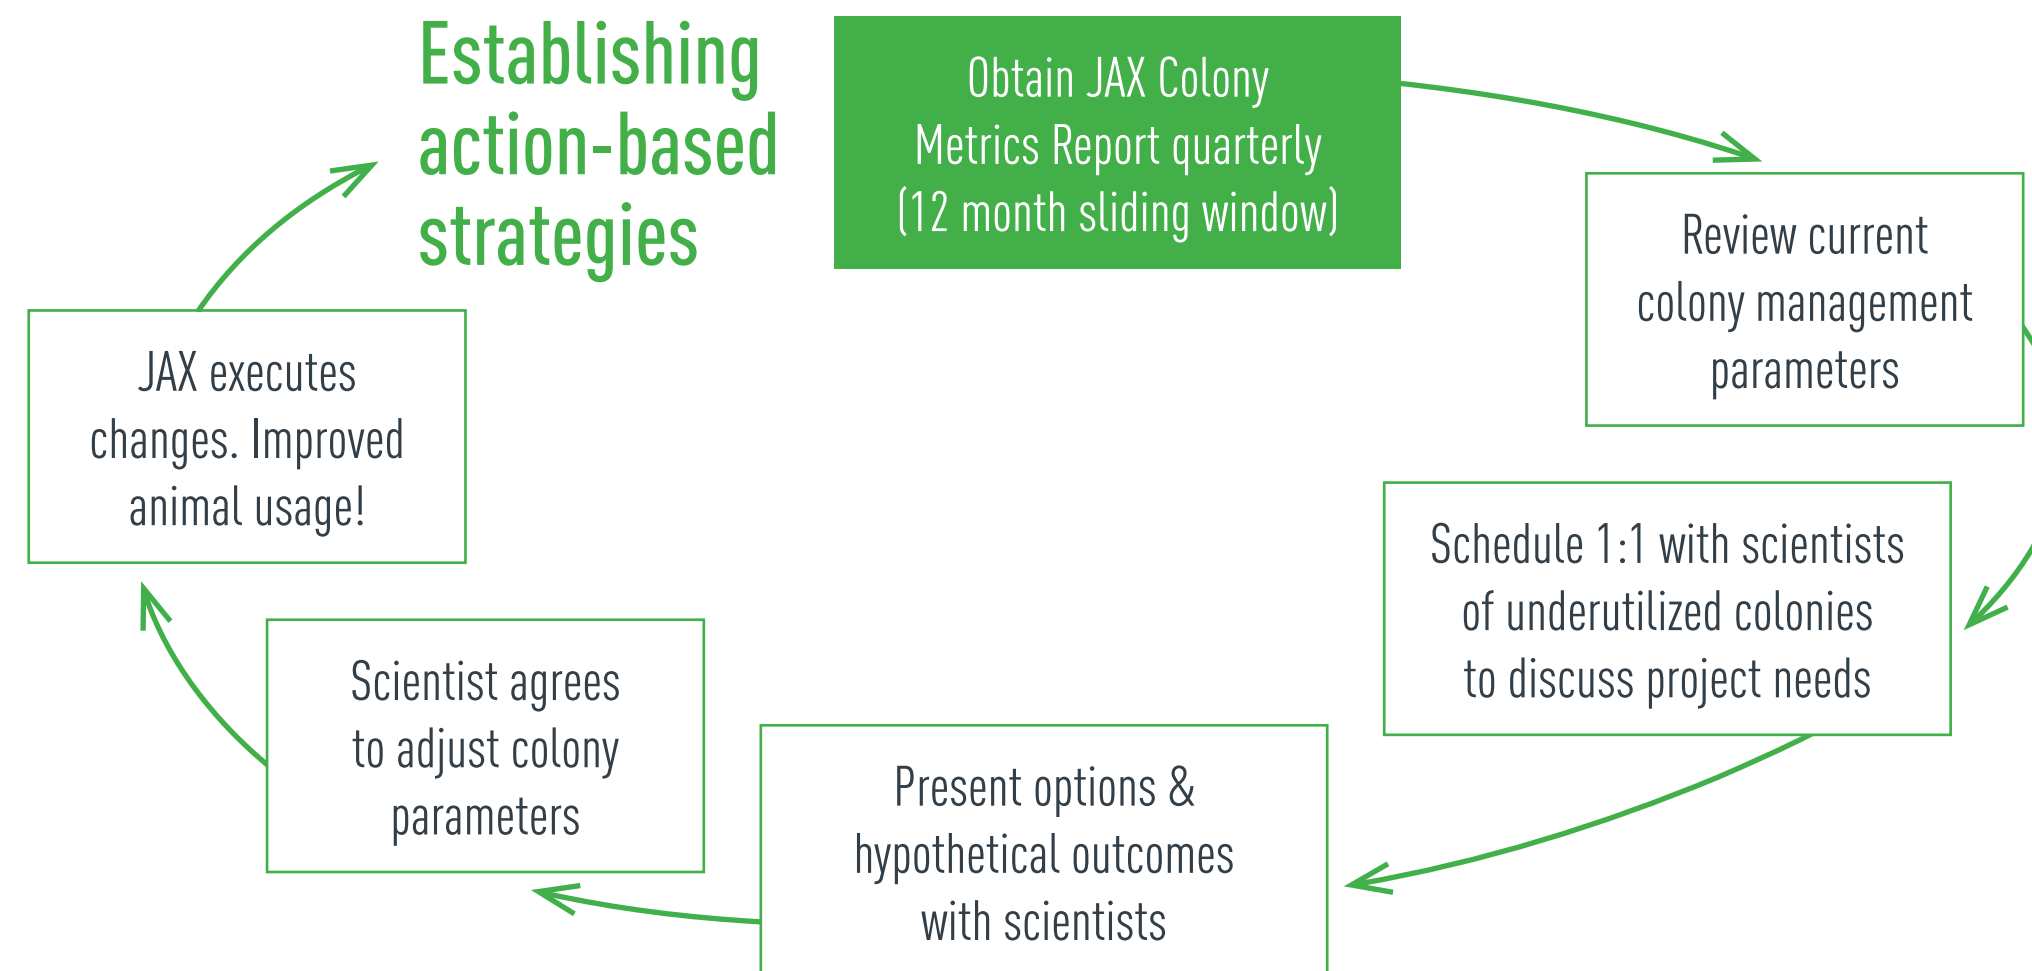 Establishing
action-based
strategies
Obtain JAX Colony
Metrics Report quarterly
(12 month sliding window)
Review current
colony management
parameters
Schedule 1:1 with scientists
of underutilized colonies
to discuss project needs
Present options &
hypothetical outcomes
with scientists
Scientist agrees
to adjust colony
parameters
JAX executes
changes. Improved
animal usage!